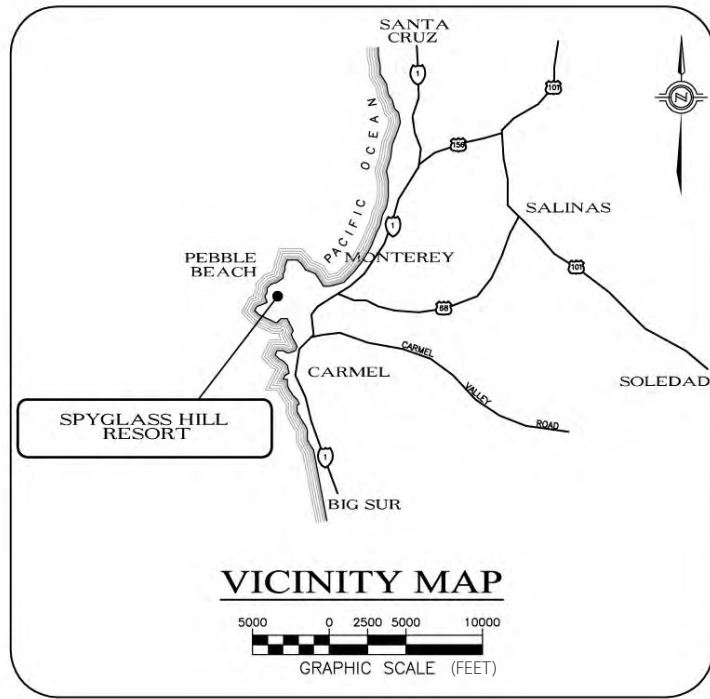 SANTA
CRUZ
1
101
N
PACIFIC OCEAN
156
SALINAS
1
PEBBLE
BEACH
MONTEREY
101
68
CARMEL
VALLEY
ROAD
CARMEL
SOLEDAD
SPYGLASS HILL
RESORT
1
BIG SUR
VICINITY MAP
5000 0 2500 5000 10000
GRAPHIC SCALE (FEET)